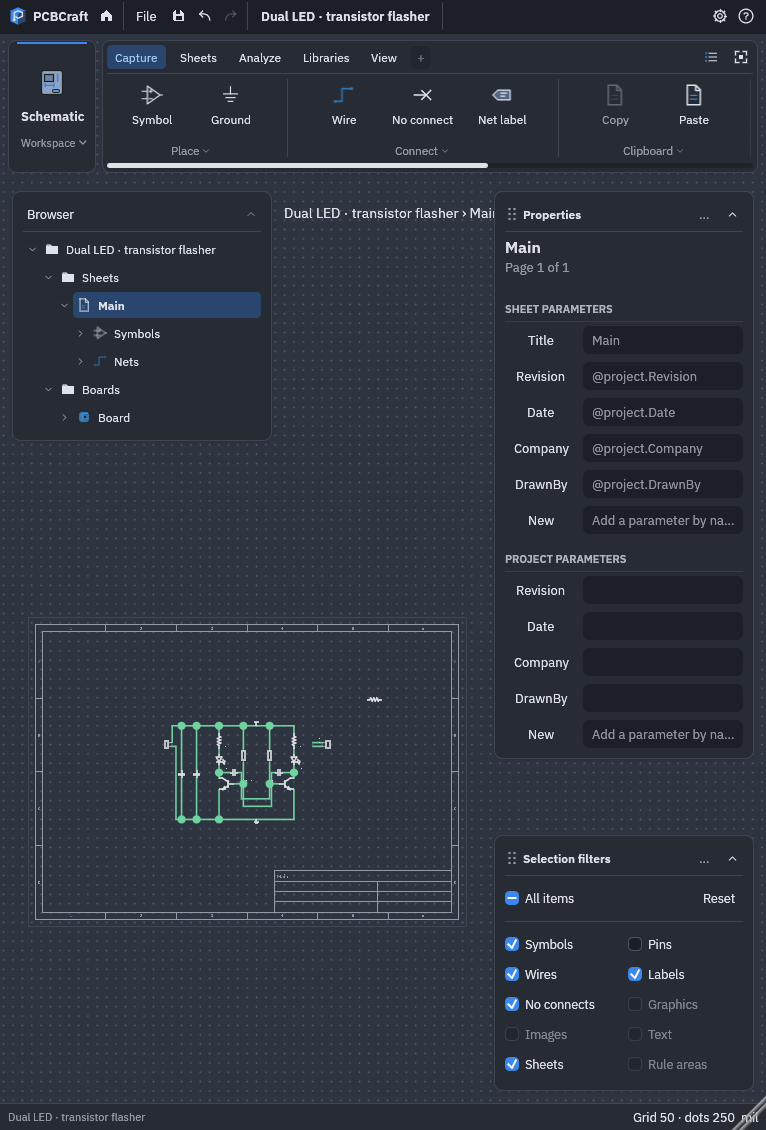 PCBCraft File Dual LED · transistor flasher
Capture Sheets Analyze Libraries View +
Schematic
Workspace
Symbol Ground Wire No connect Net label Copy Paste
Place Connect Clipboard
Browser
Dual LED · transistor flasher
Sheets
Main
Symbols
Nets
Boards
Board
Dual LED · transistor flasher › Main
Properties ...
Main
Page 1 of 1
SHEET PARAMETERS
Title Main
Revision @project.Revision
Date @project.Date
Company @project.Company
DrawnBy @project.DrawnBy
New Add a parameter by na...
PROJECT PARAMETERS
Revision
Date
Company
DrawnBy
New Add a parameter by na...
Selection filters ...
All items Reset
Symbols Pins
Wires Labels
No connects Graphics
Images Text
Sheets Rule areas
Dual LED · transistor flasher
Grid 50 · dots 250 mil